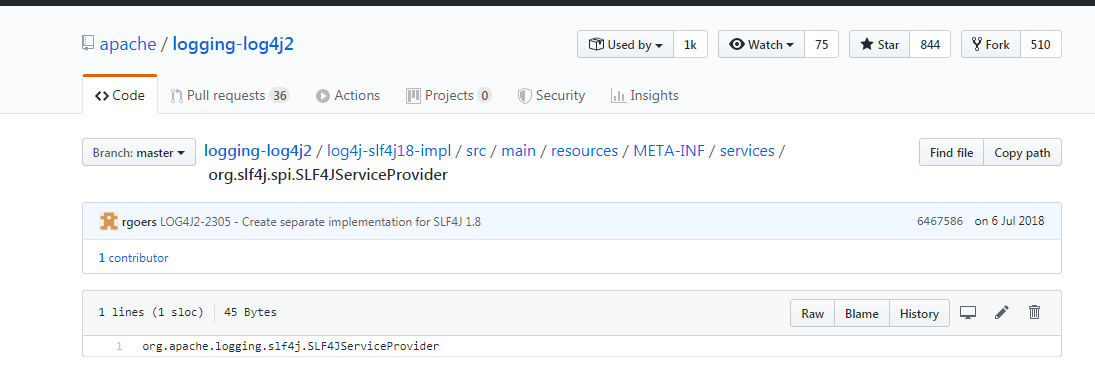 apache / logging-log4j2
Used by 1k
Watch 75
Star 844
Fork 510
Code
Pull requests 36
Actions
Projects 0
Security
Insights
Branch: master
logging-log4j2 / log4j-slf4j18-impl / src / main / resources / META-INF / services /
org.slf4j.spi.SLF4JServiceProvider
Find file
Copy path
rgoers LOG4J2-2305 - Create separate implementation for SLF4J 1.8
6467586 on 6 Jul 2018
1 contributor
1 lines (1 sloc) 45 Bytes
Raw
Blame
History
1 org.apache.logging.slf4j.SLF4JServiceProvider